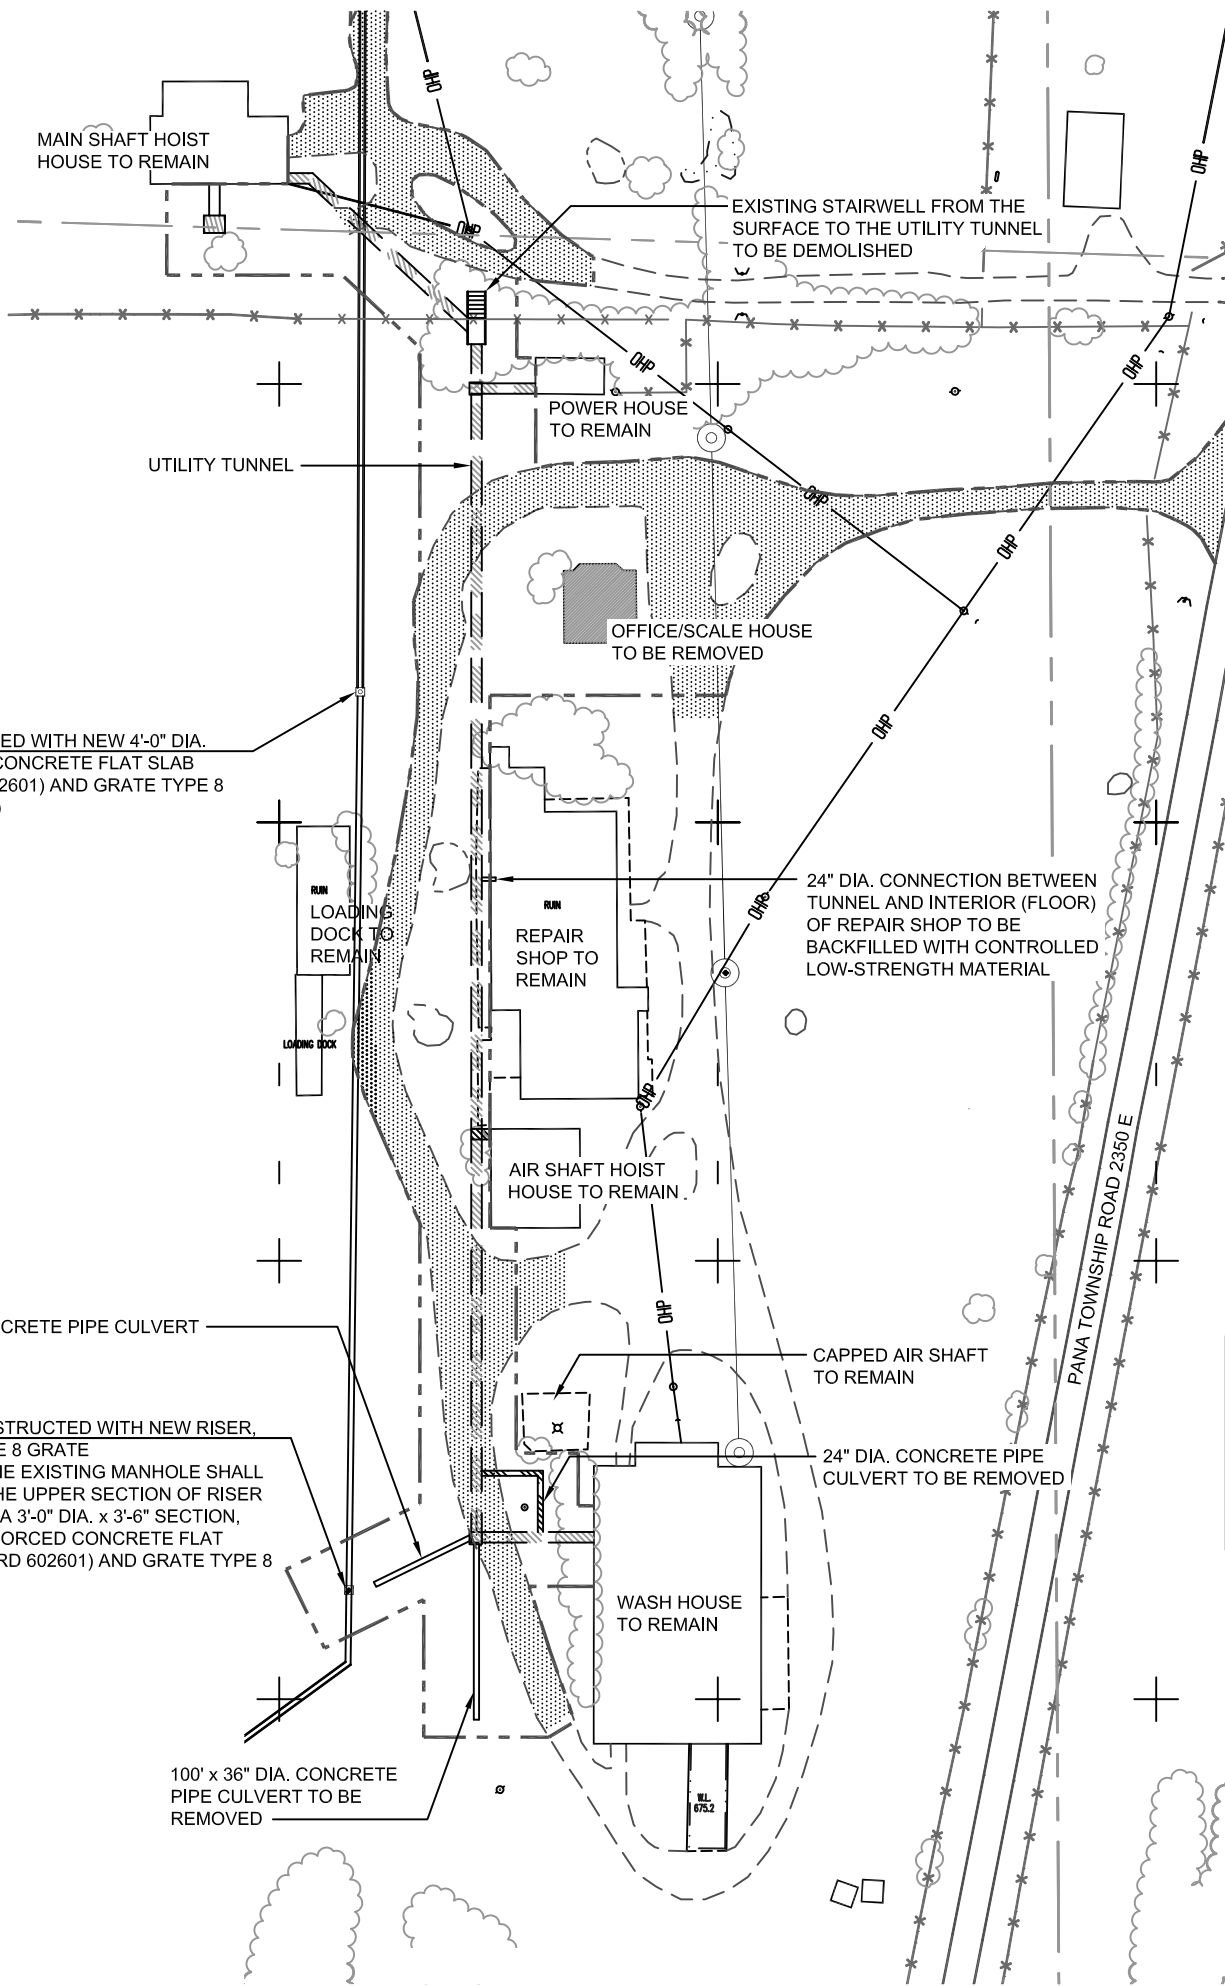 OHP
MAIN SHAFT HOIST
HOUSE TO REMAIN
OHP
EXISTING STAIRWELL FROM THE
SURFACE TO THE UTILITY TUNNEL
TO BE DEMOLISHED
OHP
OHP
OHP
OHP
POWER HOUSE
TO REMAIN
UTILITY TUNNEL
OHP
OHP
OFFICE/SCALE HOUSE
TO BE REMOVED
OHP
ED WITH NEW 4'-0" DIA.
CONCRETE FLAT SLAB
2601) AND GRATE TYPE 8
)
24" DIA. CONNECTION BETWEEN
TUNNEL AND INTERIOR (FLOOR)
OF REPAIR SHOP TO BE
BACKFILLED WITH CONTROLLED
LOW-STRENGTH MATERIAL
OHP
RUIN
LOADING
DOCK TO
REMAIN
RUIN
REPAIR
SHOP TO
REMAIN
LOADING DOCK
OHP
AIR SHAFT HOIST
HOUSE TO REMAIN
PANA TOWNSHIP ROAD 2350 E
OHP
CRETE PIPE CULVERT
CAPPED AIR SHAFT
TO REMAIN
STRUCTED WITH NEW RISER,
E 8 GRATE
HE EXISTING MANHOLE SHALL
HE UPPER SECTION OF RISER
A 3'-0" DIA. x 3'-6" SECTION,
ORCED CONCRETE FLAT
RD 602601) AND GRATE TYPE 8
24" DIA. CONCRETE PIPE
CULVERT TO BE REMOVED
WASH HOUSE
TO REMAIN
100' x 36" DIA. CONCRETE
PIPE CULVERT TO BE
REMOVED
W.L.
675.2